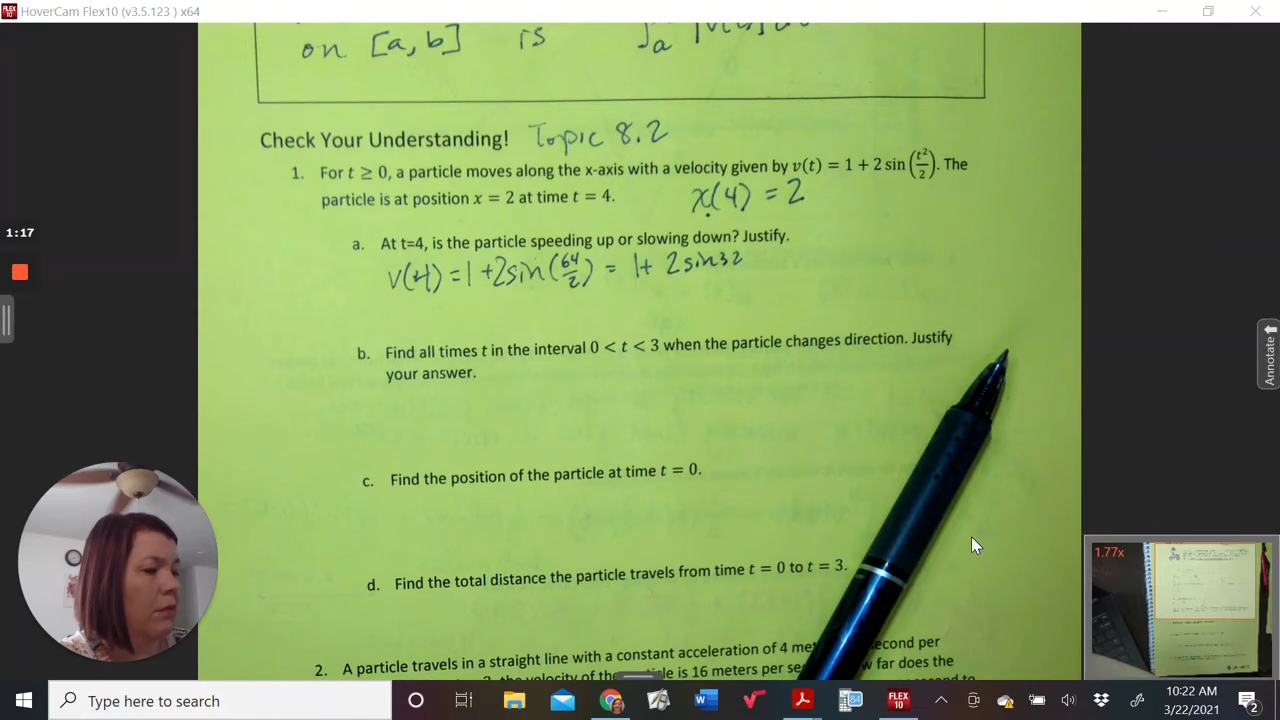 HoverCam Flex10 (v3.5.123 ) x64
on [a, b] is ∫a |v(t)| dt
Check Your Understanding! Topic 8.2
1. For t ≥ 0, a particle moves along the x-axis with a velocity given by v(t) = 1 + 2 sin (t²/2). The
particle is at position x = 2 at time t = 4. x(4) = 2
a. At t=4, is the particle speeding up or slowing down? Justify.
v(4) = 1 + 2sin(64/2) = 1 + 2sin32
b. Find all times t in the interval 0 < t < 3 when the particle changes direction. Justify
your answer.
c. Find the position of the particle at time t = 0.
d. Find the total distance the particle travels from time t = 0 to t = 3.
2. A particle travels in a straight line with a constant acceleration of 4 second per
the velocity of the is 16 meters per far does the
1:17
Annotate
1.77x
Type here to search
FLEX 10
10:22 AM
3/22/2021
2